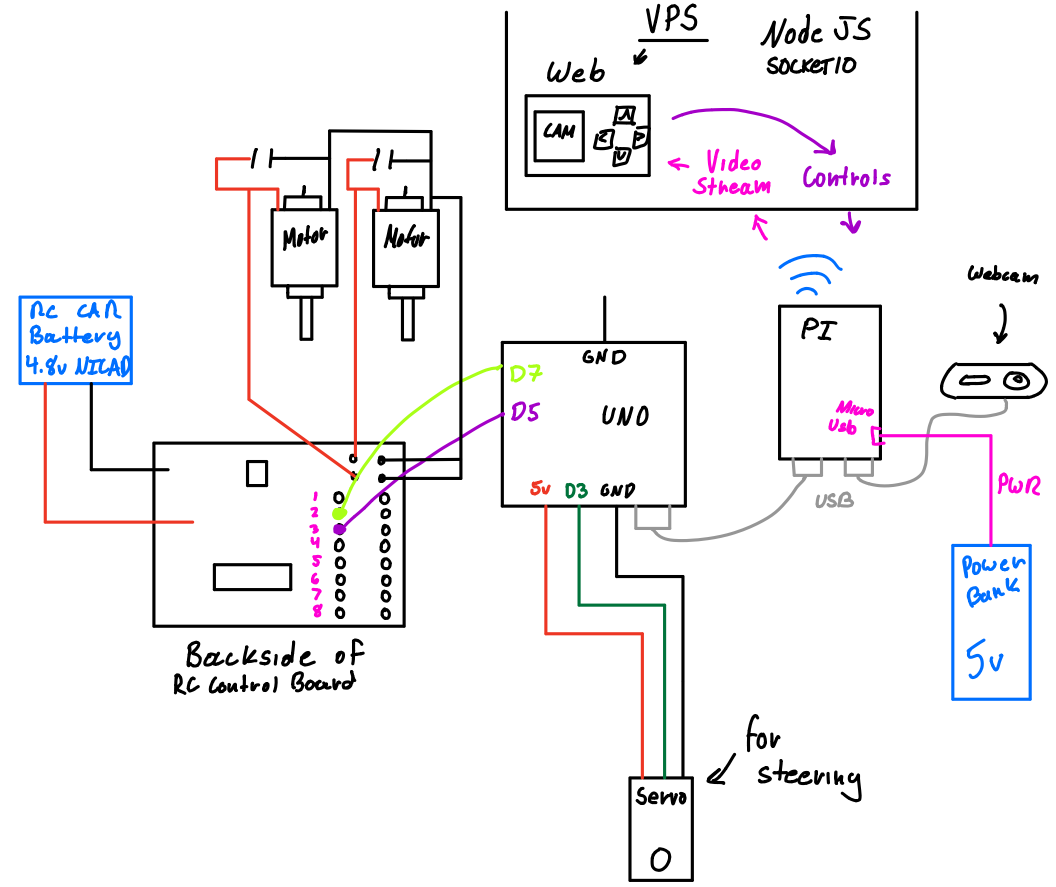 VPS
Node JS
SOCKETIO
Web
CAM
Video
Stream
Controls
Motor
Motor
RC CAR
Battery
4.8v NICAD
Webcam
PI
Micro
Usb
GND
D7
D5
UNO
5v D3 GND
USB
PWR
Power
Bank
5v
1
2
3
4
5
6
7
8
Backside of
RC Control Board
for
steering
Servo